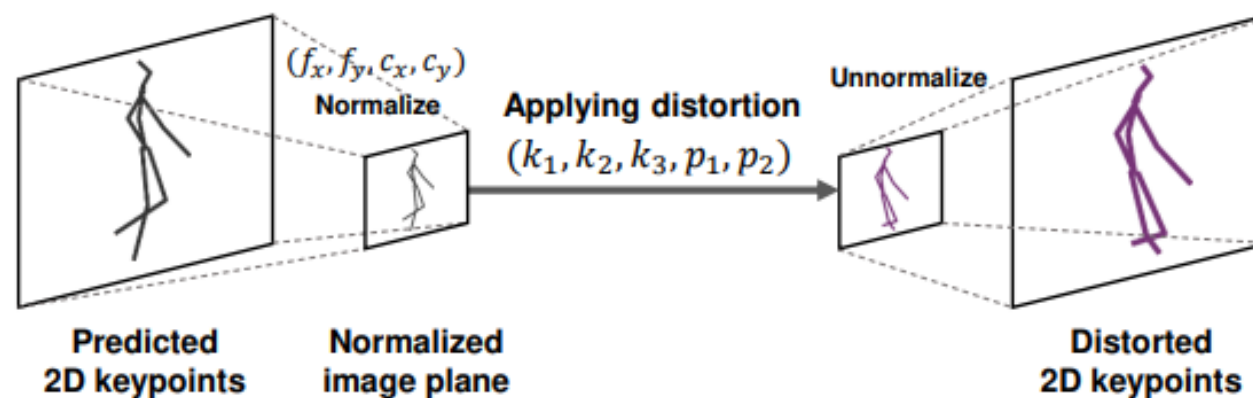 (f_x, f_y, c_x, c_y)
Normalize
Applying distortion
(k_1, k_2, k_3, p_1, p_2)
Unnormalize
Predicted
2D keypoints
Normalized
image plane
Distorted
2D keypoints